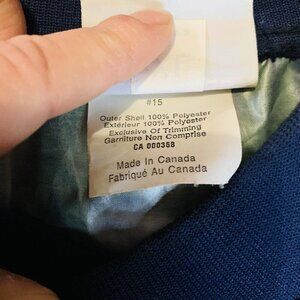 #15
Outer Shell 100% Polyester
Extérieur 100% Polyester
Exclusive Of Trimming
Garniture Non Comprise
CA 00036B
Made In Canada
Fabriqué Au Canada